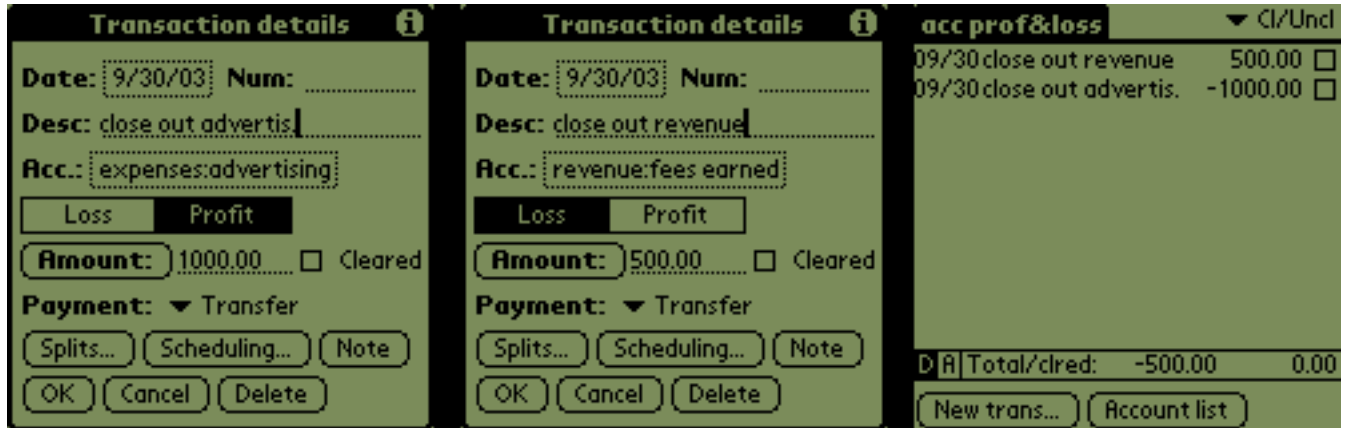 Transaction details i
Date: 9/30/03 Num:
Desc: close out advertis.
Acc.: expenses:advertising
Loss Profit
Amount: 1000.00 Cleared
Payment: Transfer
Splits... Scheduling... Note
OK Cancel Delete
Transaction details i
Date: 9/30/03 Num:
Desc: close out revenue
Acc.: revenue:fees earned
Loss Profit
Amount: 500.00 Cleared
Payment: Transfer
Splits... Scheduling... Note
OK Cancel Delete
acc prof&loss Cl/Uncl
09/30 close out revenue 500.00
09/30 close out advertis. -1000.00
D A Total/clred: -500.00 0.00
New trans... Account list